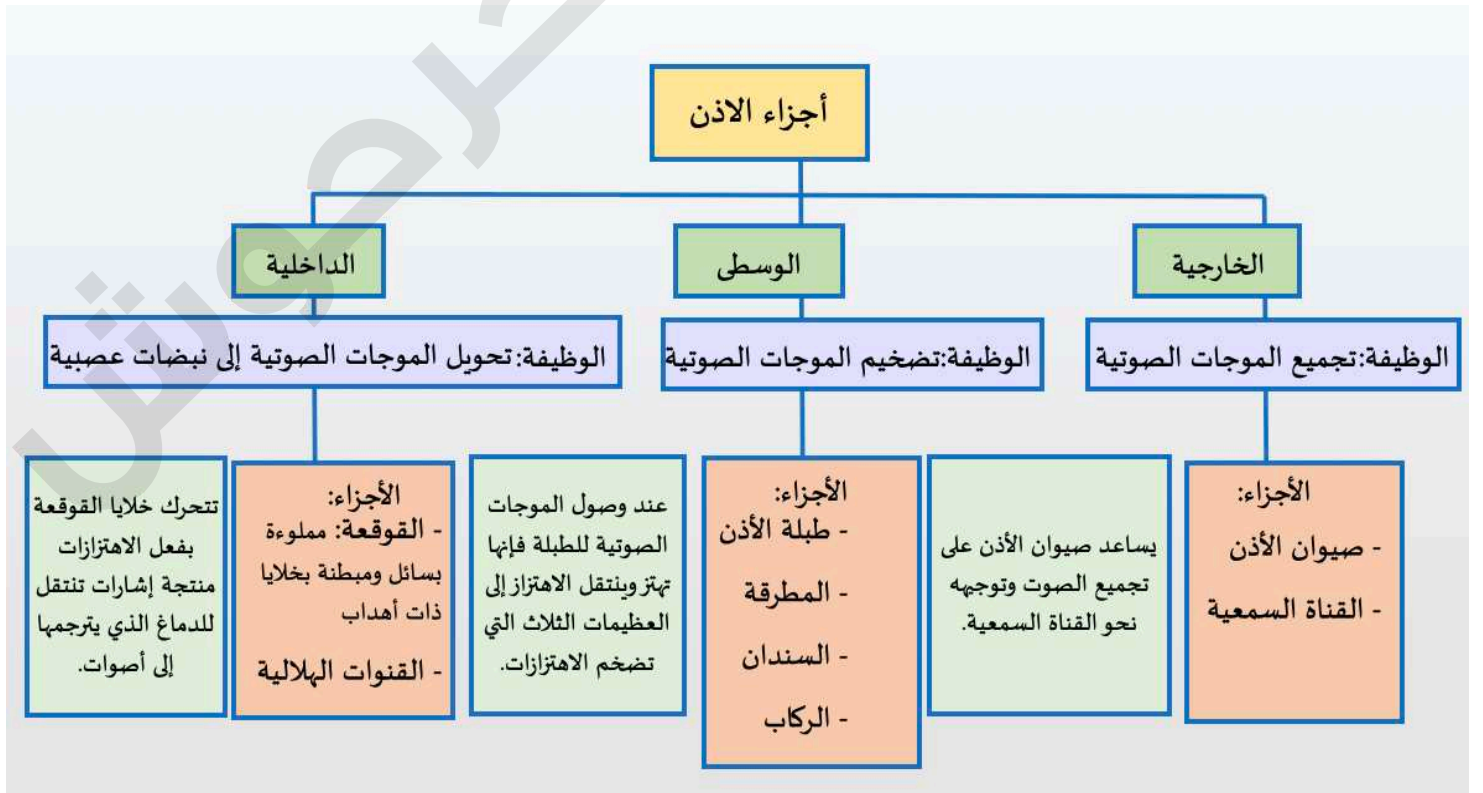 أجزاء الاذن
الخارجية
الوسطى
الداخلية
الوظيفة:تجميع الموجات الصوتية
الوظيفة:تضخيم الموجات الصوتية
الوظيفة:تحويل الموجات الصوتية إلى نبضات عصبية
الأجزاء:
- صيوان الأذن
- القناة السمعية
يساعد صيوان الأذن على
تجميع الصوت وتوجيهه
نحو القناة السمعية.
الأجزاء:
- طبلة الأذن
- المطرقة
- السندان
- الركاب
عند وصول الموجات
الصوتية للطبلة فإنها
تهتز وينتقل الاهتزاز إلى
العظيمات الثلاث التي
تضخم الاهتزازات.
الأجزاء:
- القوقعة: مملوءة
بسائل ومبطنة بخلايا
ذات أهداب
- القنوات الهلالية
تتحرك خلايا القوقعة
بفعل الاهتزازات
منتجة إشارات تنتقل
للدماغ الذي يترجمها
إلى أصوات.